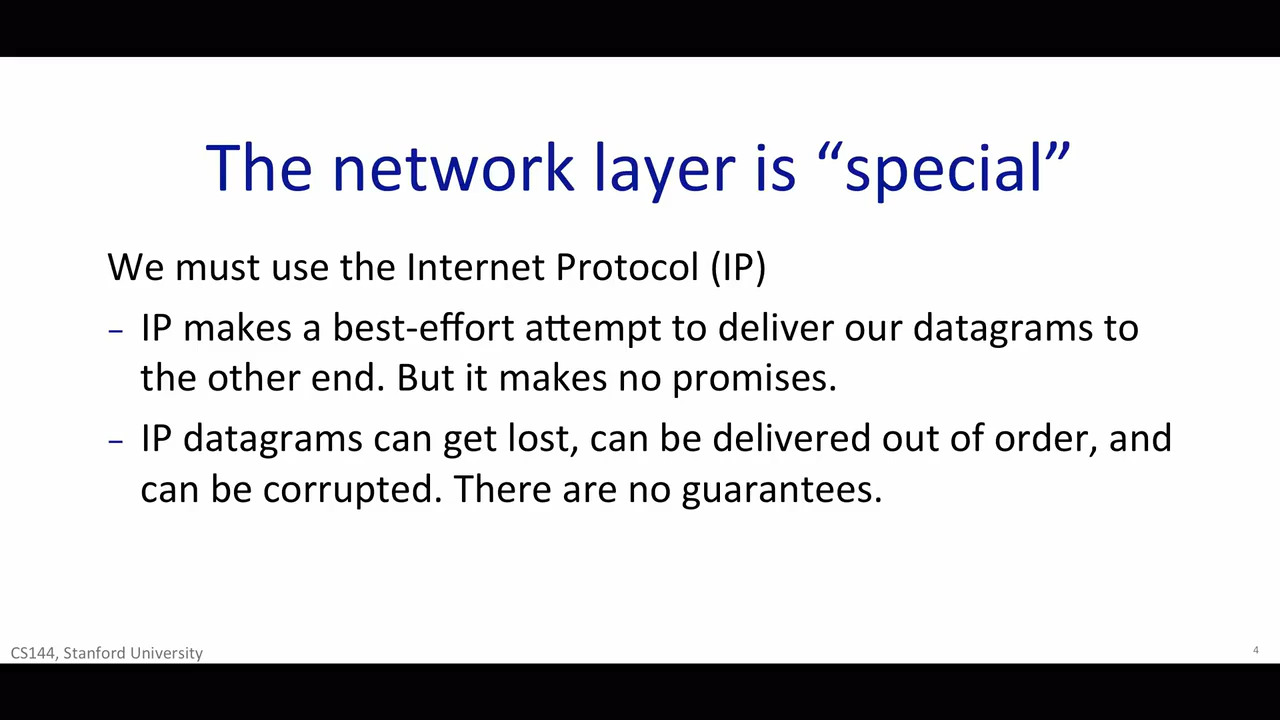 The network layer is “special”
We must use the Internet Protocol (IP)
– IP makes a best-effort attempt to deliver our datagrams to
the other end. But it makes no promises.
– IP datagrams can get lost, can be delivered out of order, and
can be corrupted. There are no guarantees.
CS144, Stanford University
4